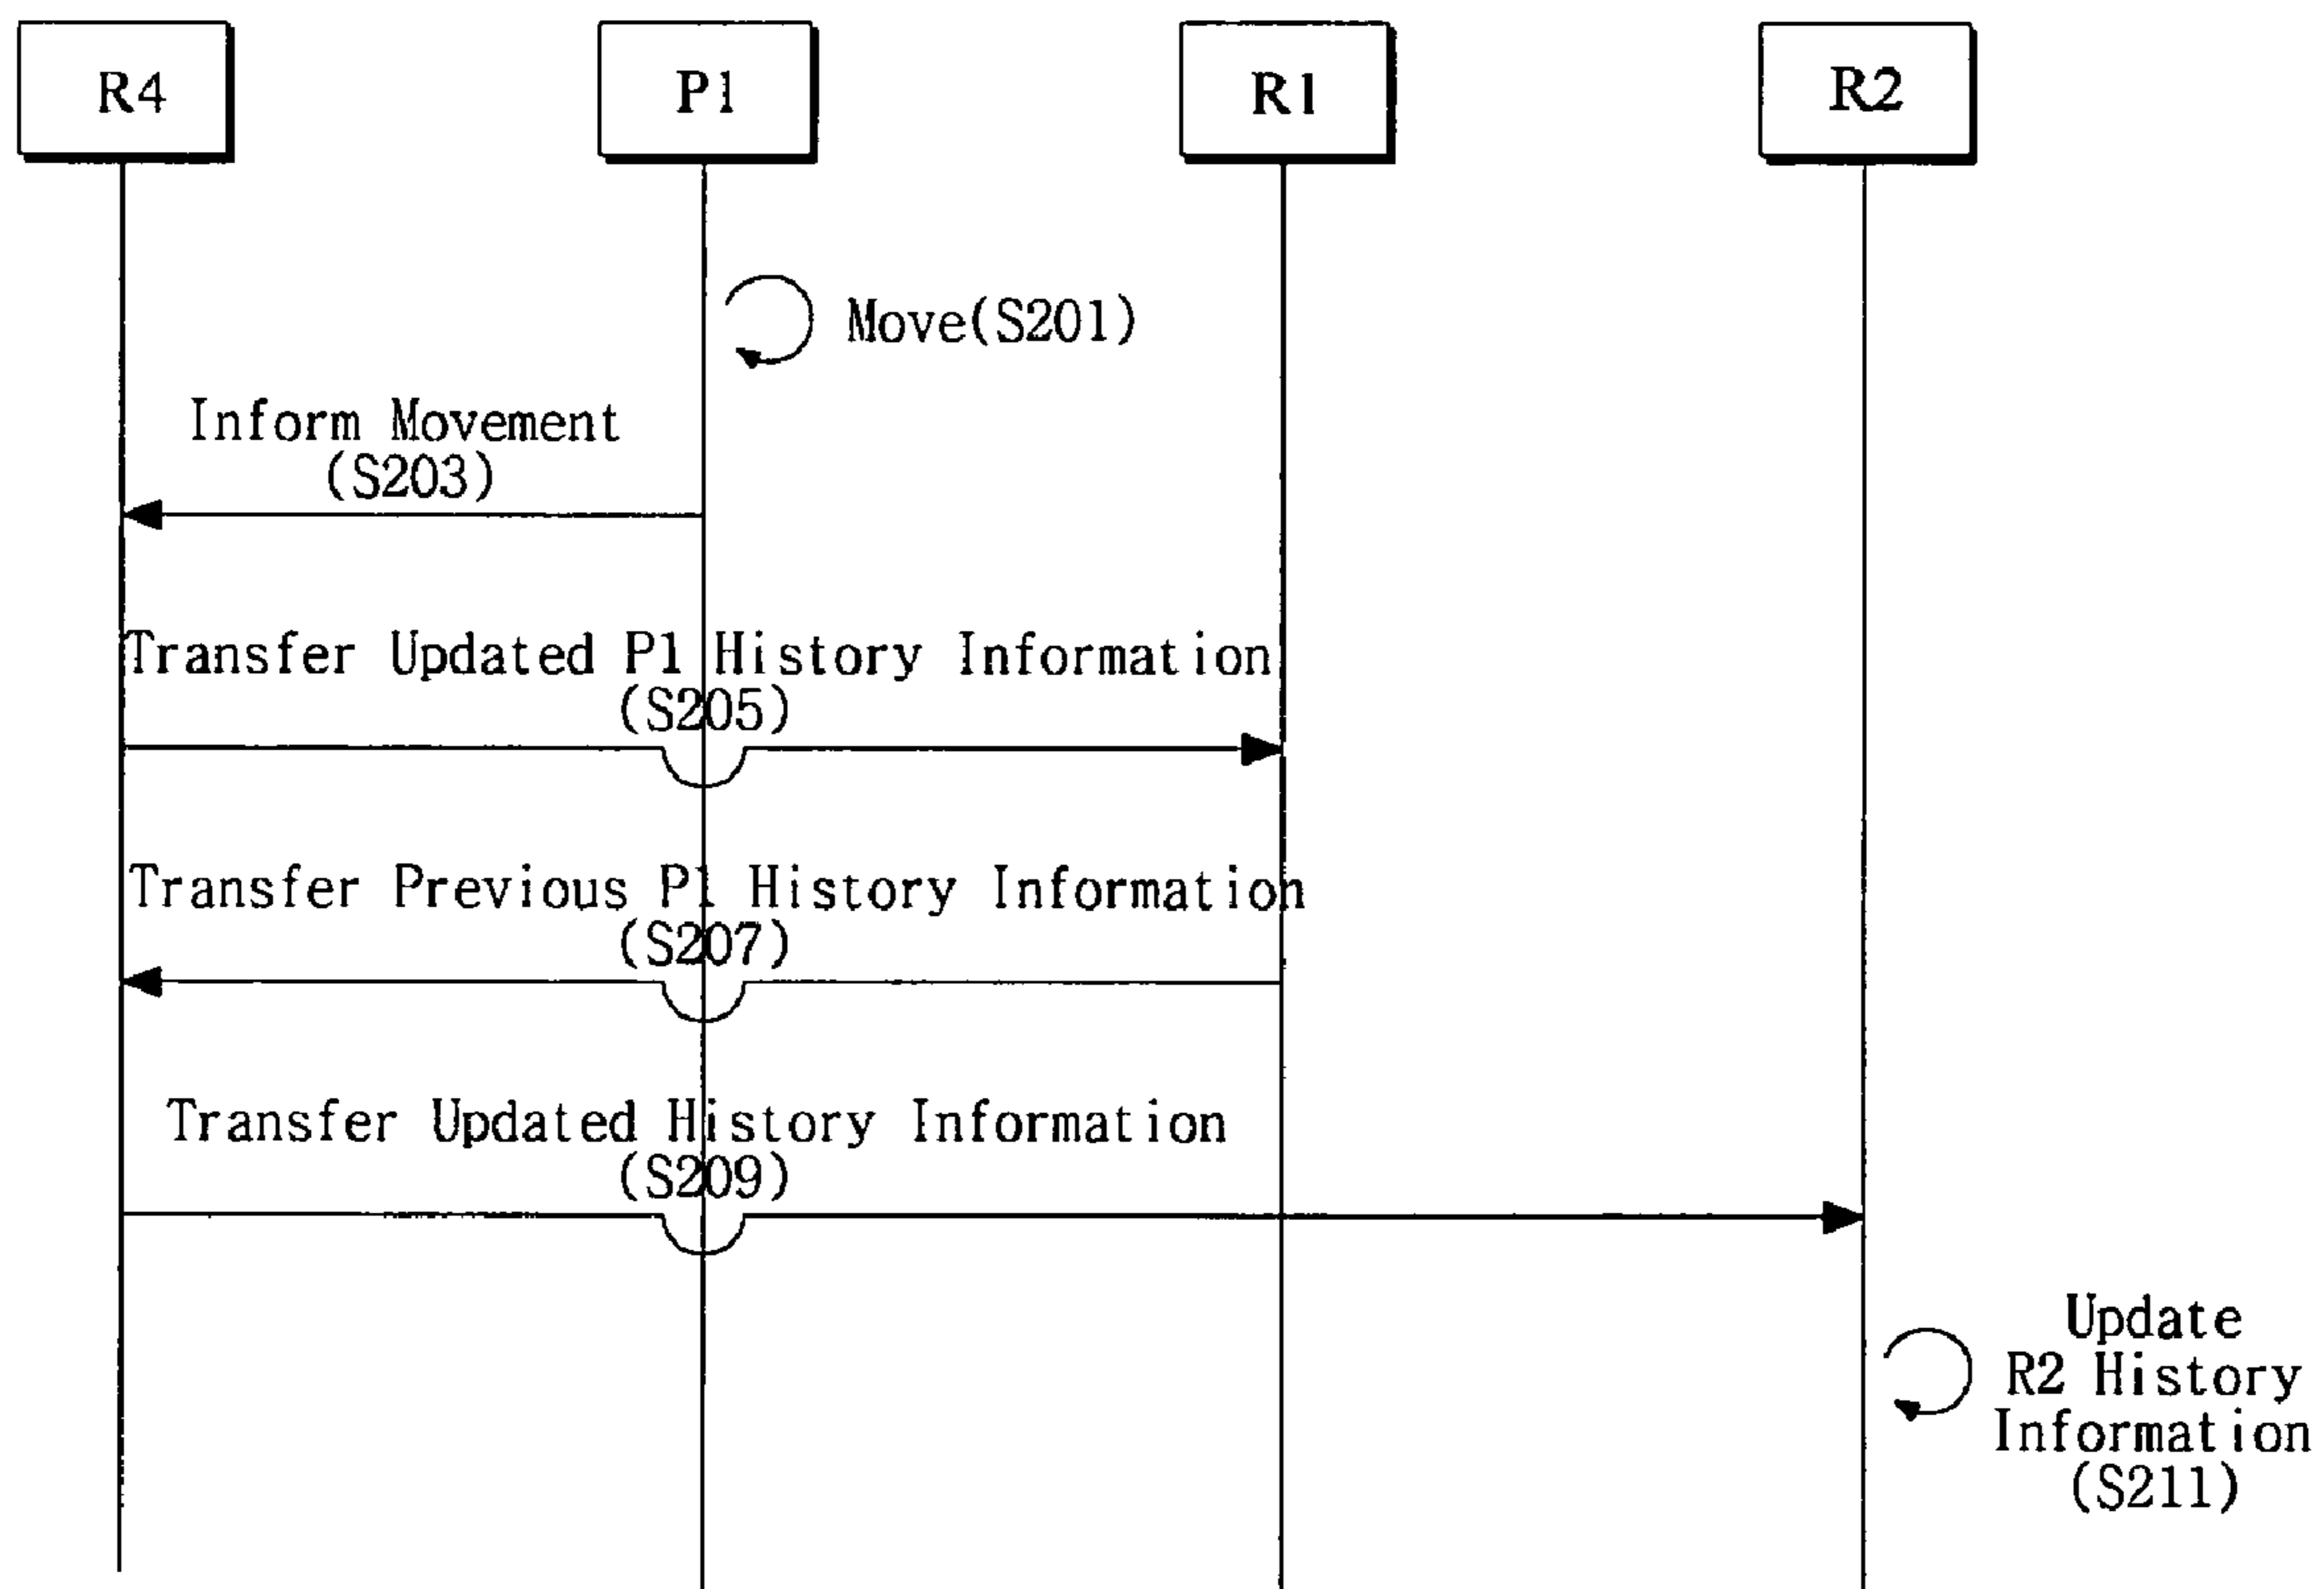 R4
P1
R1
R2
Move(S201)
Inform Movement
(S203)
Transfer Updated P1 History Information
(S205)
Transfer Previous P1 History Information
(S207)
Transfer Updated History Information
(S209)
Update
R2 History
Information
(S211)